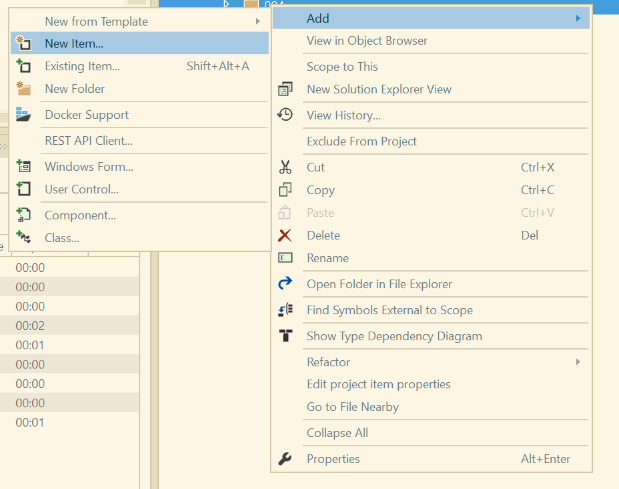 New from Template
New Item...
Existing Item... Shift+Alt+A
New Folder
Docker Support
REST API Client...
Windows Form...
User Control...
Component...
Class...
00:00
00:00
00:00
00:02
00:01
00:00
00:00
00:00
00:01
Add
View in Object Browser
Scope to This
New Solution Explorer View
View History...
Exclude From Project
Cut Ctrl+X
Copy Ctrl+C
Paste Ctrl+V
Delete Del
Rename
Open Folder in File Explorer
Find Symbols External to Scope
Show Type Dependency Diagram
Refactor
Edit project item properties
Go to File Nearby
Collapse All
Properties Alt+Enter